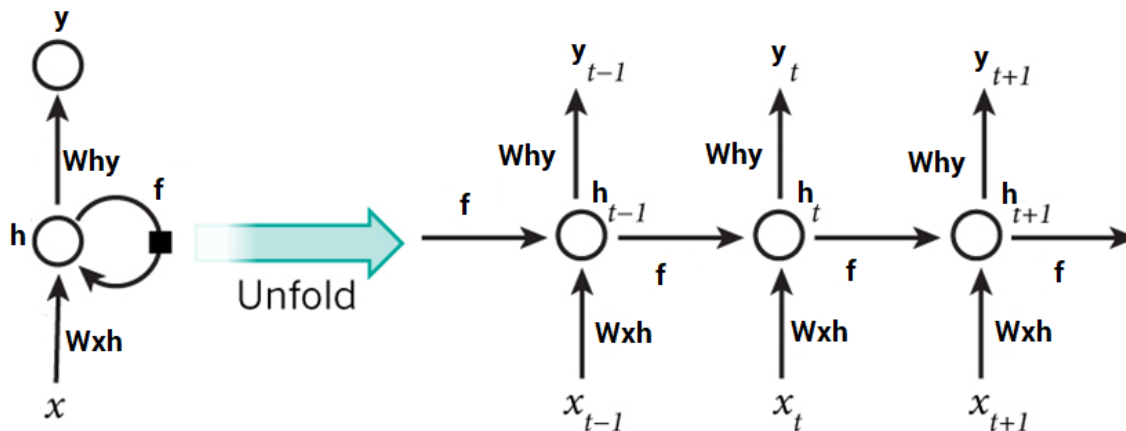 y
Why
f
h
Wxh
x
Unfold
y t−1
y t
y t+1
Why
Why
Why
f
h t−1
h t
h t+1
f
f
f
Wxh
Wxh
Wxh
x t−1
x t
x t+1